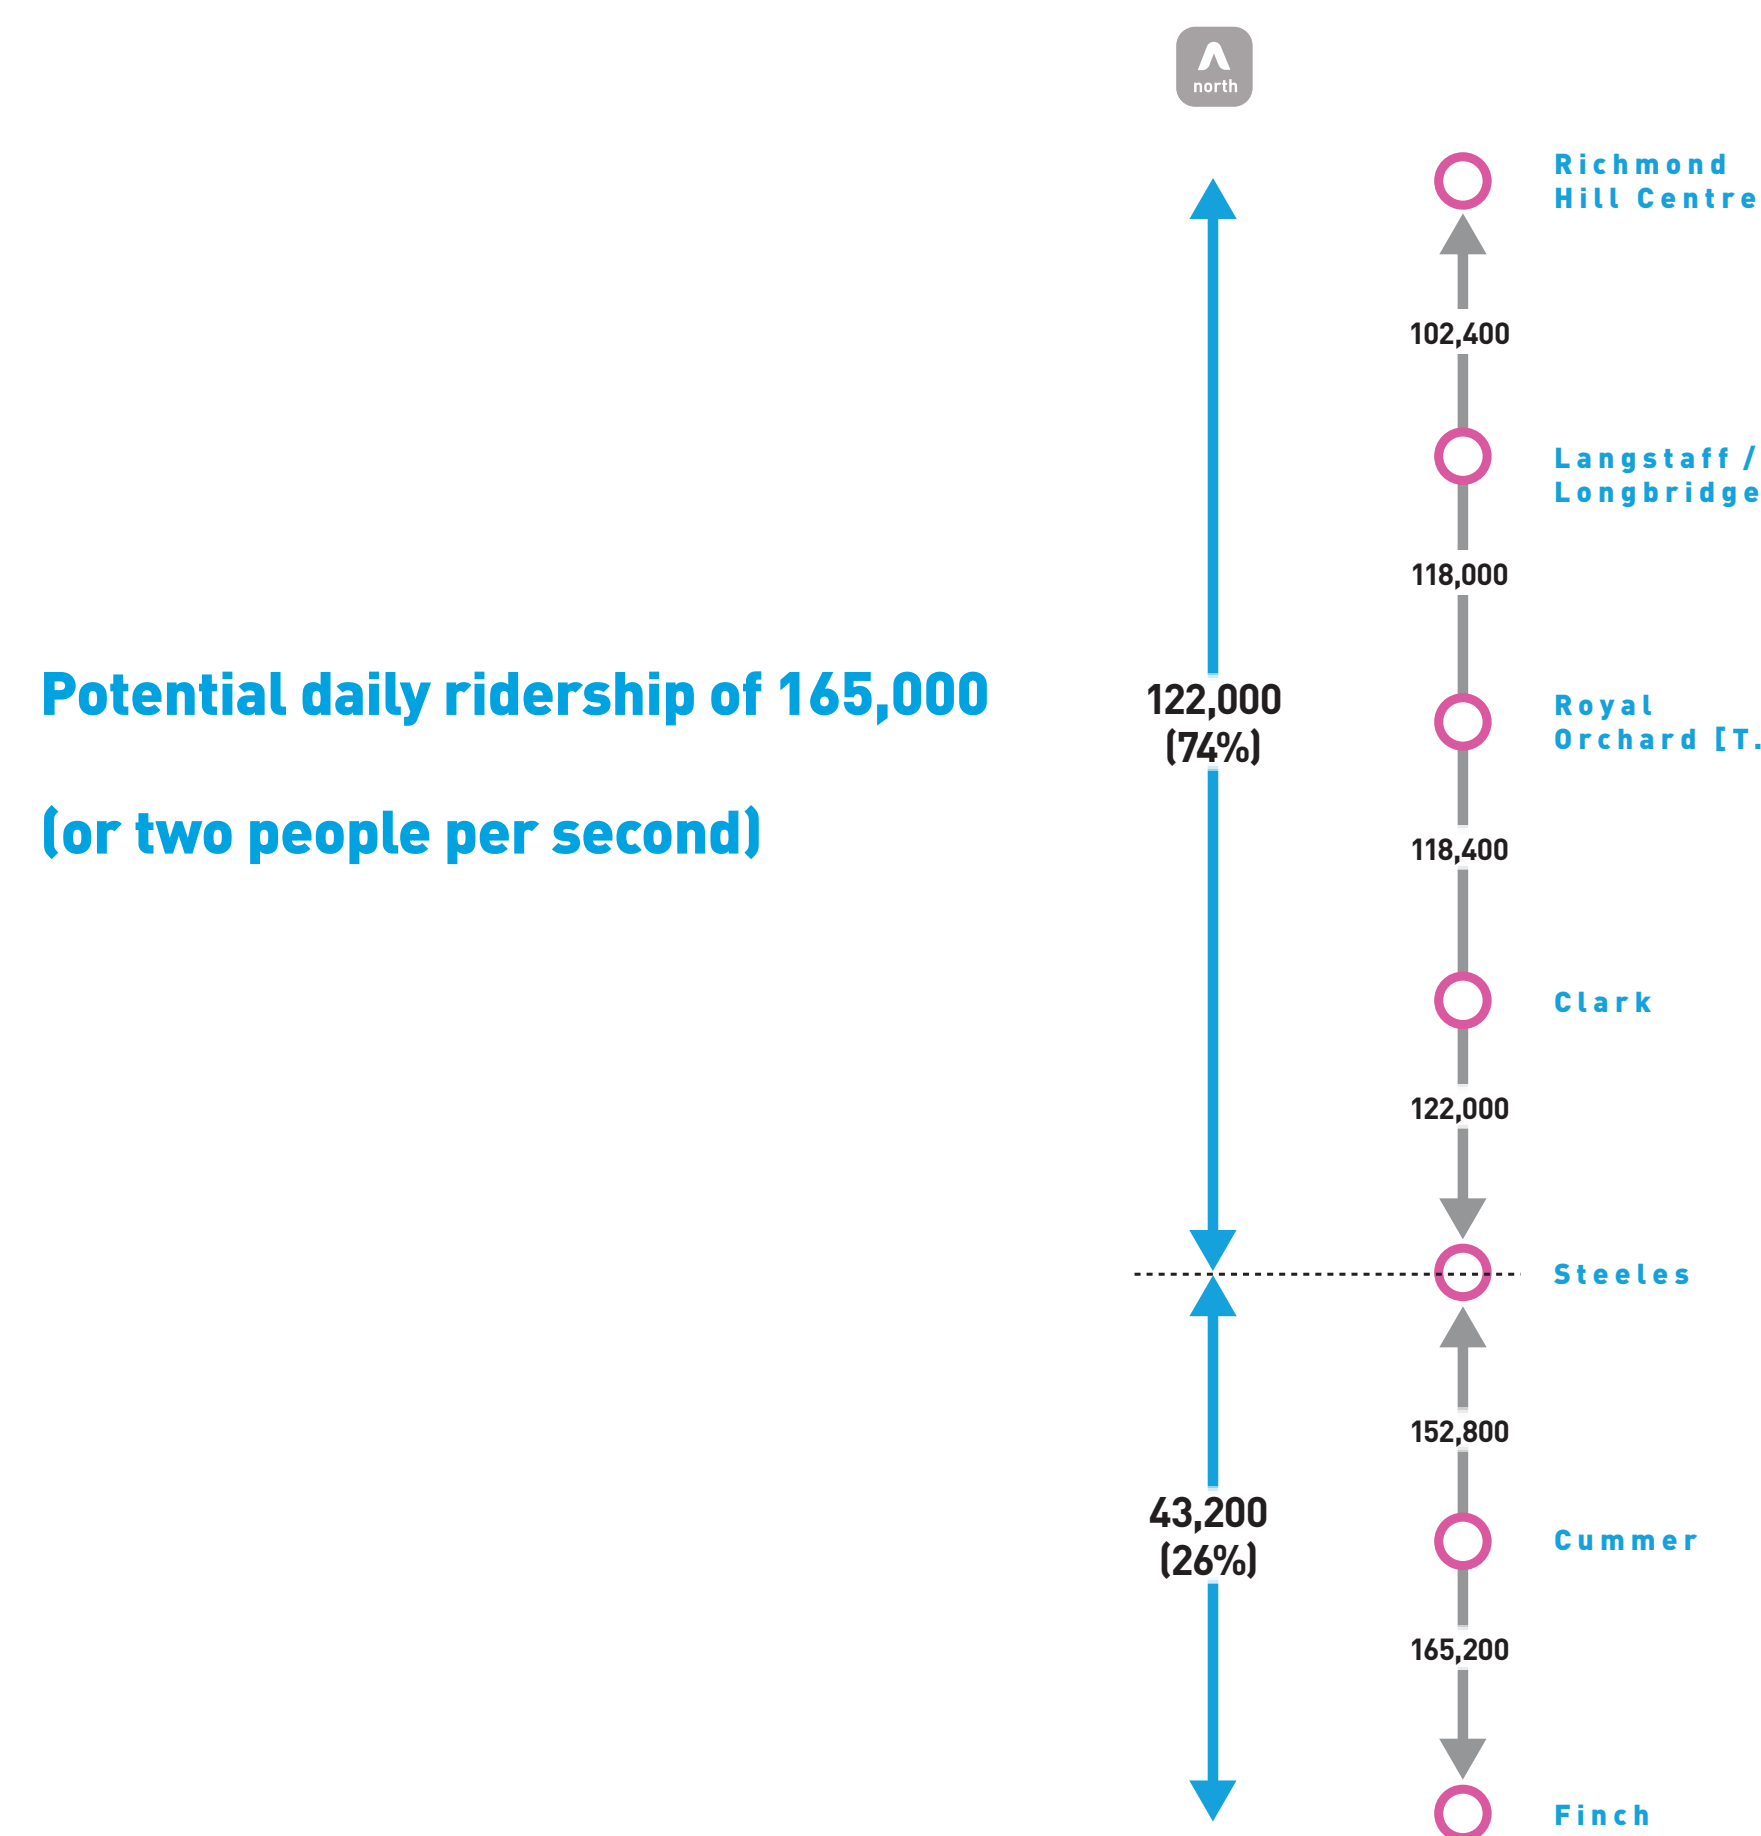 north
Richmond
Hill Centre
102,400
Langstaff /
Longbridge
118,000
Potential daily ridership of 165,000
(or two people per second)
122,000
(74%)
Royal
Orchard [T.
118,400
Clark
122,000
Steeles
152,800
43,200
(26%)
Cummer
165,200
Finch